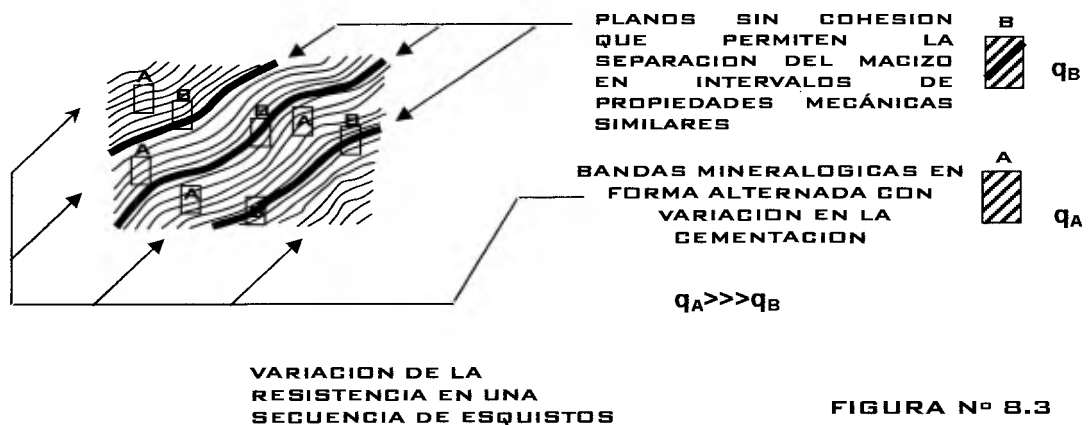 PLANOS SIN COHESION
QUE PERMITEN LA
SEPARACION DEL MACIZO
EN INTERVALOS DE
PROPIEDADES MECÁNICAS
SIMILARES
B
qB
BANDAS MINERALOGICAS EN
FORMA ALTERNADA CON
VARIACIÓN EN LA
CEMENTACION
A
qA
qA>>>qB
A
B
B
A
B
A
A
B
VARIACION DE LA
RESISTENCIA EN UNA
SECUENCIA DE ESQUISTOS
FIGURA Nº 8.3